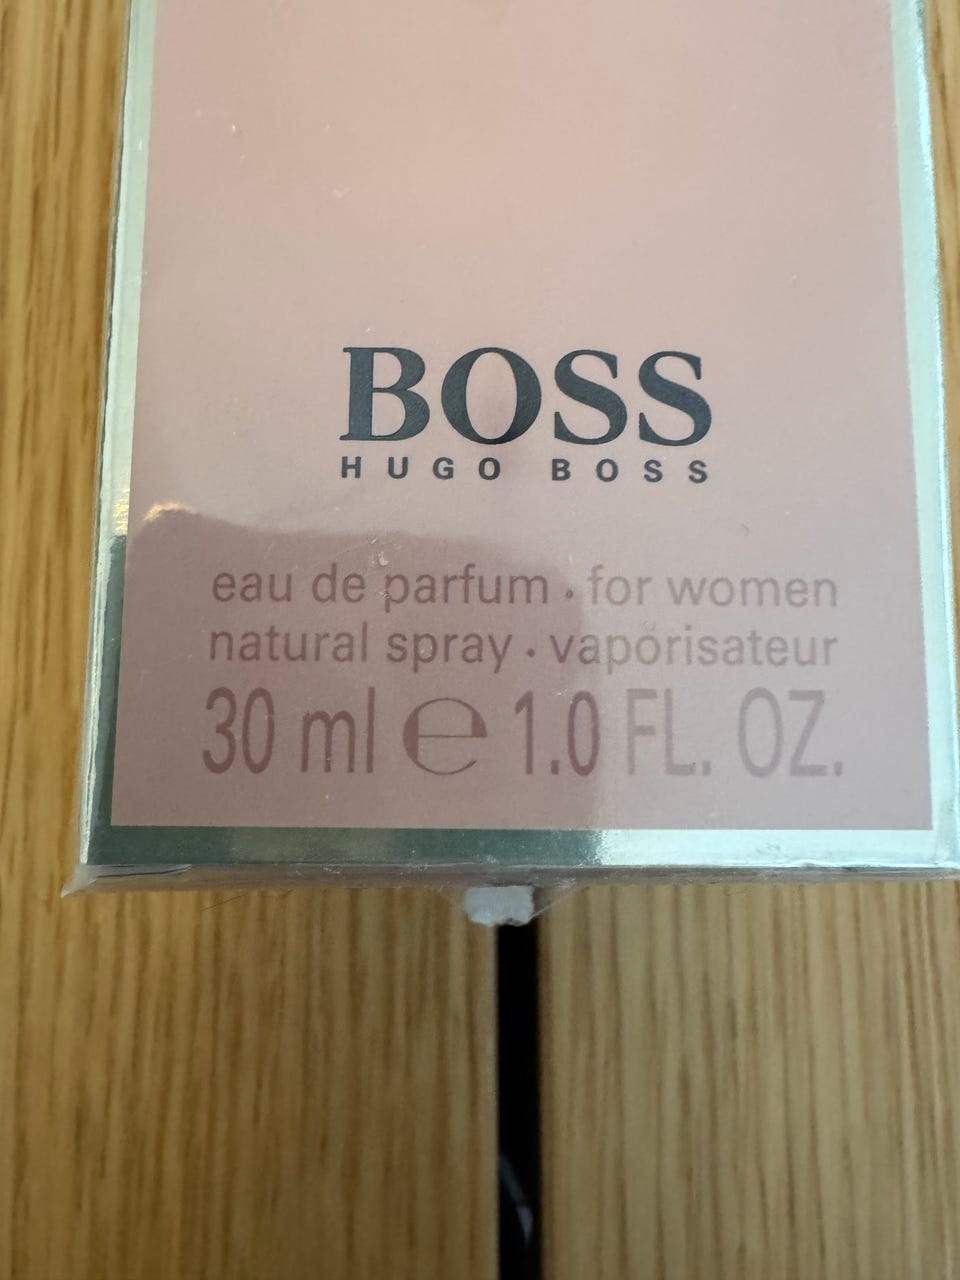 BOSS
HUGO BOSS
eau de parfum · for women
natural spray · vaporisateur
30 ml ℮ 1.0 FL. OZ.